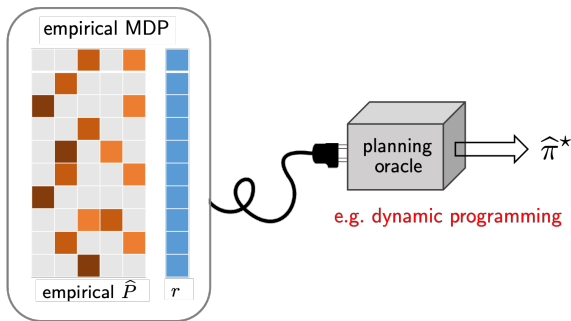 empirical MDP
empirical P̂
r
planning
oracle
π̂⋆
e.g. dynamic programming